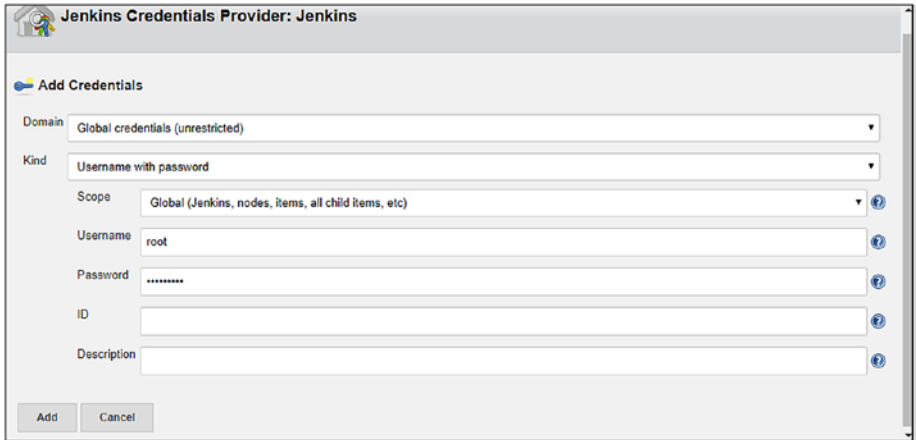 Jenkins Credentials Provider: Jenkins
Add Credentials
Domain Global credentials (unrestricted)
Kind Username with password
Scope Global (Jenkins, nodes, items, all child items, etc)
Username root
Password •••••••••
ID
Description
Add Cancel